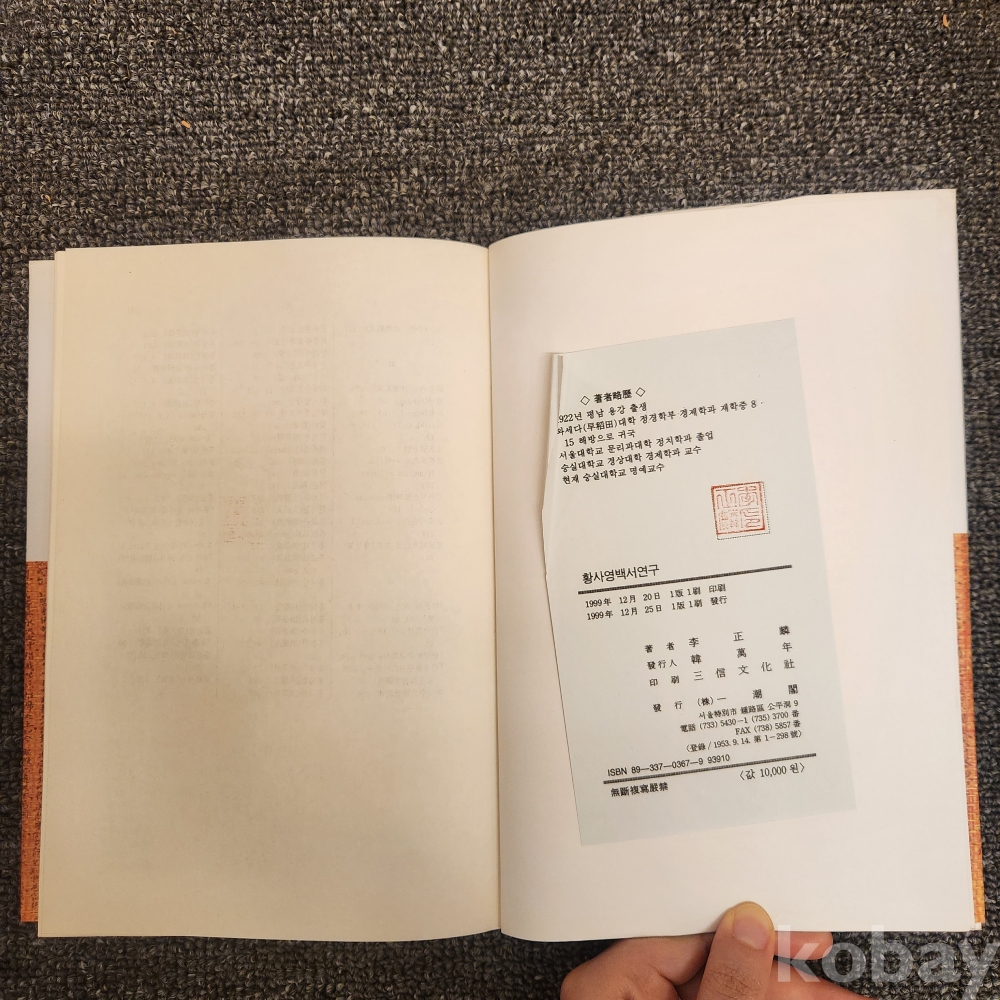 ◇ 著者略歷 ◇
922년 평남 용강 출생
와세다(早稻田)대학 정경학부 경제학과 재학중 8·
15 해방으로 귀국
서울대학교 문리과대학 정치학과 졸업
숭실대학교 경상대학 경제학과 교수
현재 숭실대학교 명예교수
황사영백서연구
1999年 12月 20日 1版 1刷 印刷
1999年 12月 25日 1版 1刷 發行
著者 李正麟
發行人 韓萬年
印刷 三信文化社
發行 (株)一潮閣
서울特別市 鍾路區 公平洞 9
電話 (733) 5430-1 (735) 3700 番
FAX (738) 5857 番
〈登錄/1953. 9. 14. 第 1-298 號〉
ISBN 89-337-0367-9 93910
〈값 10,000 원〉
無斷複寫嚴禁
kobay